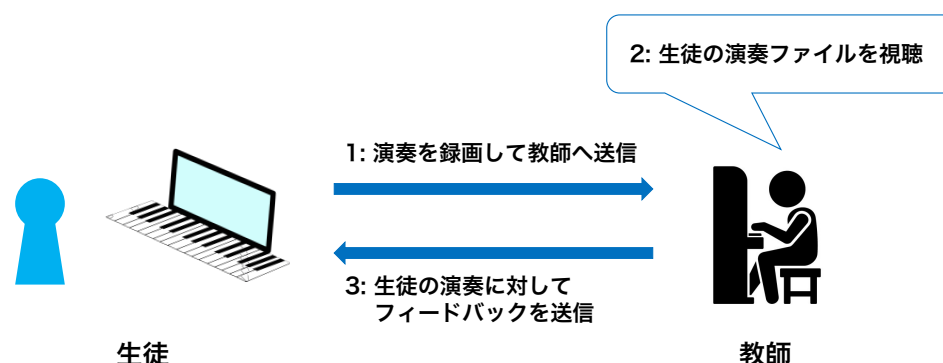 2: 生徒の演奏ファイルを視聴
1: 演奏を録画して教師へ送信
3: 生徒の演奏に対して
フィードバックを送信
生徒
教師